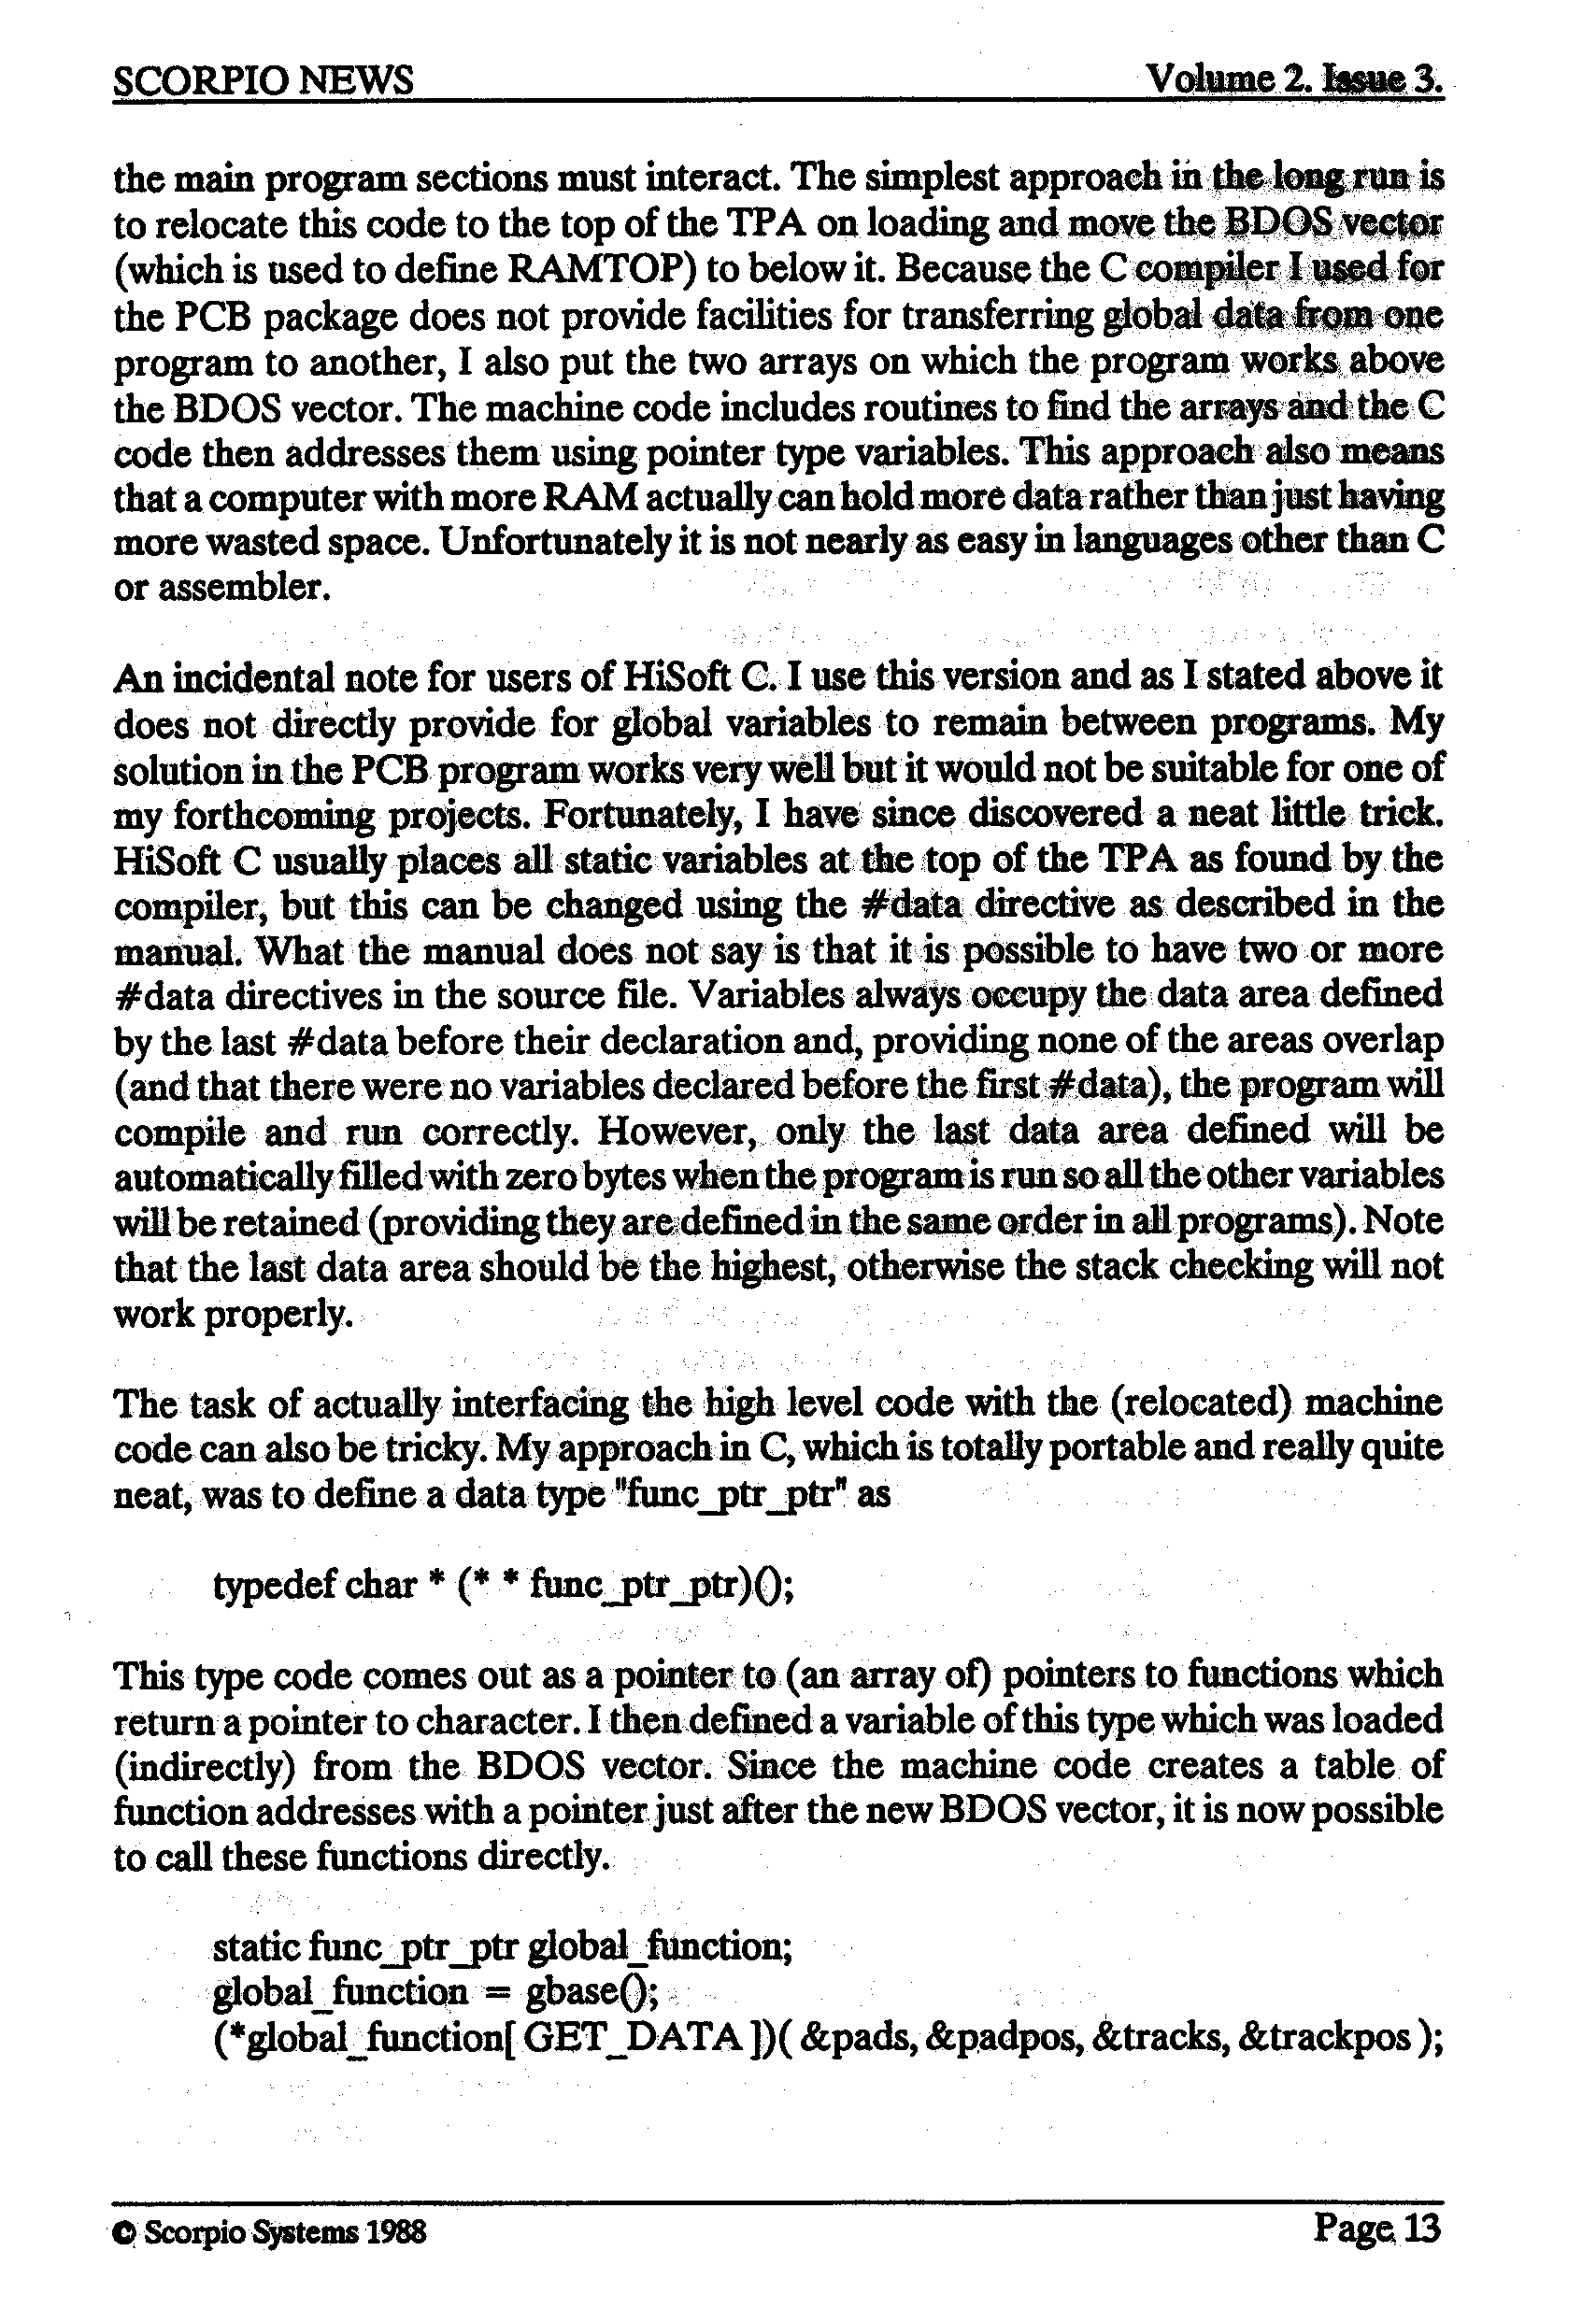 SCORPIO NEWS Volume 2. Issue 3.
the main program sections must interact. The simplest approach in the long run is
to relocate this code to the top of the TPA on loading and move the BDOS vector
(which is used to define RAMTOP) to below it. Because the C compiler I used for
the PCB package does not provide facilities for transferring global data from one
program to another, I also put the two arrays on which the program works above
the BDOS vector. The machine code includes routines to find the arrays and the C
code then addresses them using pointer type variables. This approach also means
that a computer with more RAM actually can hold more data rather than just having
more wasted space. Unfortunately it is not nearly as easy in languages other than C
or assembler.
An incidental note for users of HiSoft C. I use this version and as I stated above it
does not directly provide for global variables to remain between programs. My
solution in the PCB program works very well but it would not be suitable for one of
my forthcoming projects. Fortunately, I have since discovered a neat little trick.
HiSoft C usually places all static variables at the top of the TPA as found by the
compiler, but this can be changed using the #data directive as described in the
manual. What the manual does not say is that it is possible to have two or more
#data directives in the source file. Variables always occupy the data area defined
by the last #data before their declaration and, providing none of the areas overlap
(and that there were no variables declared before the first #data), the program will
compile and run correctly. However, only the last data area defined will be
automatically filled with zero bytes when the program is run so all the other variables
will be retained (providing they are defined in the same order in all programs). Note
that the last data area should be the highest, otherwise the stack checking will not
work properly.
The task of actually interfacing the high level code with the (relocated) machine
code can also be tricky. My approach in C, which is totally portable and really quite
neat, was to define a data type "func_ptr_ptr" as
typedef char * (* * func_ptr_ptr)();
This type code comes out as a pointer to (an array of) pointers to functions which
return a pointer to character. I then defined a variable of this type which was loaded
(indirectly) from the BDOS vector. Since the machine code creates a table of
function addresses with a pointer just after the new BDOS vector, it is now possible
to call these functions directly.
static func_ptr_ptr global_function;
global_function = gbase();
(*global_function[ GET_DATA ])( &pads, &padpos, &tracks, &trackpos );
© Scorpio Systems 1988 Page 13